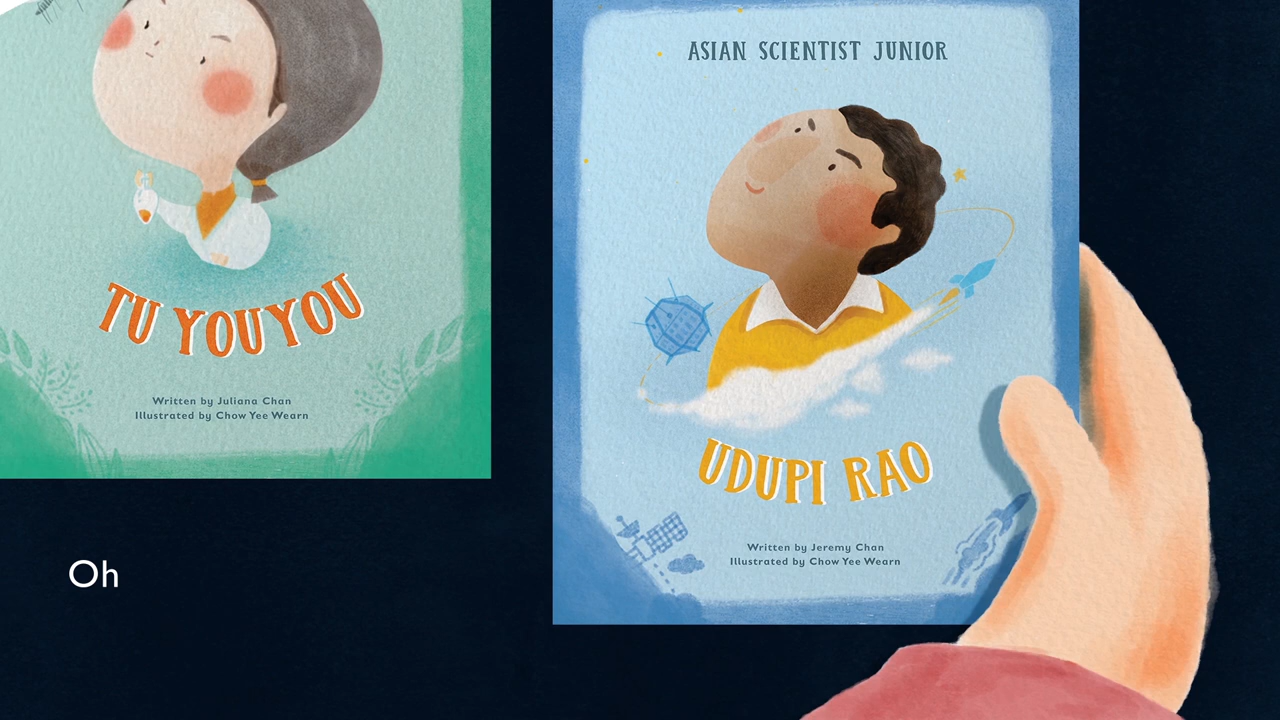 TU YOUYOU
Written by Juliana Chan
Illustrated by Chow Yee Wearn
ASIAN SCIENTIST JUNIOR
UDUPI RAO
Written by Jeremy Chan
Illustrated by Chow Yee Wearn
Oh